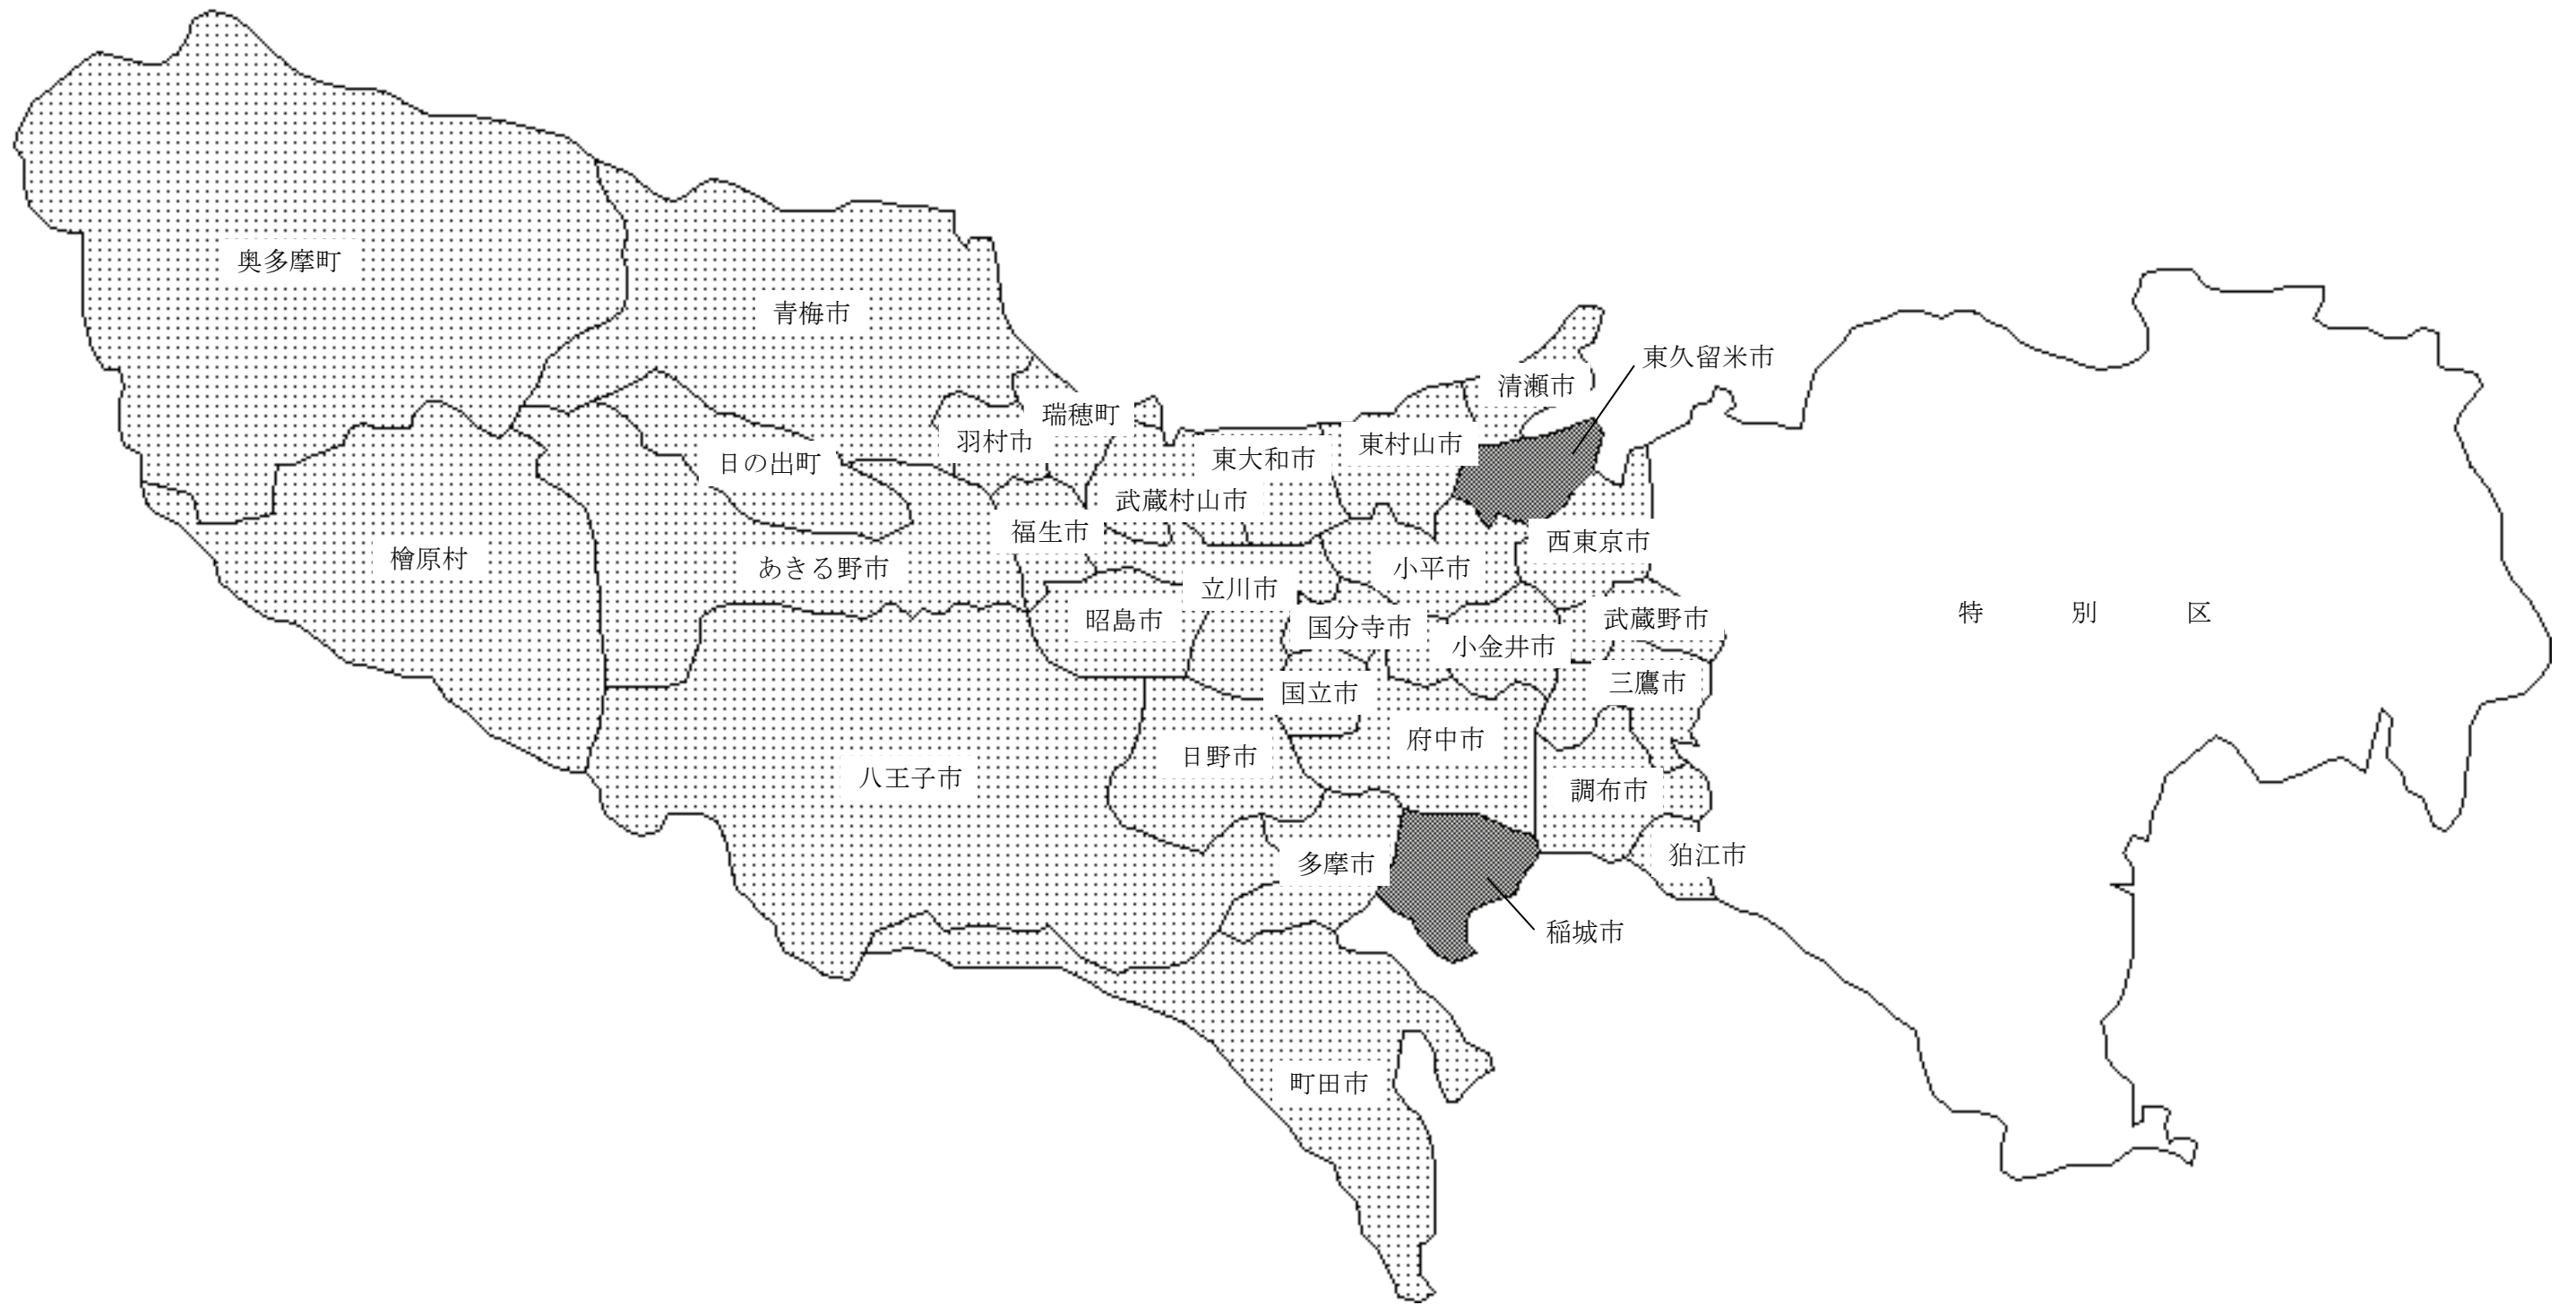 奥多摩町
青梅市
東久留米市
清瀬市
瑞穂町
羽村市
東村山市
東大和市
日の出町
武蔵村山市
福生市
西東京市
檜原村
あきる野市
小平市
立川市
昭島市
国分寺市
武蔵野市
特別区
小金井市
三鷹市
国立市
府中市
日野市
八王子市
調布市
狛江市
多摩市
稲城市
町田市